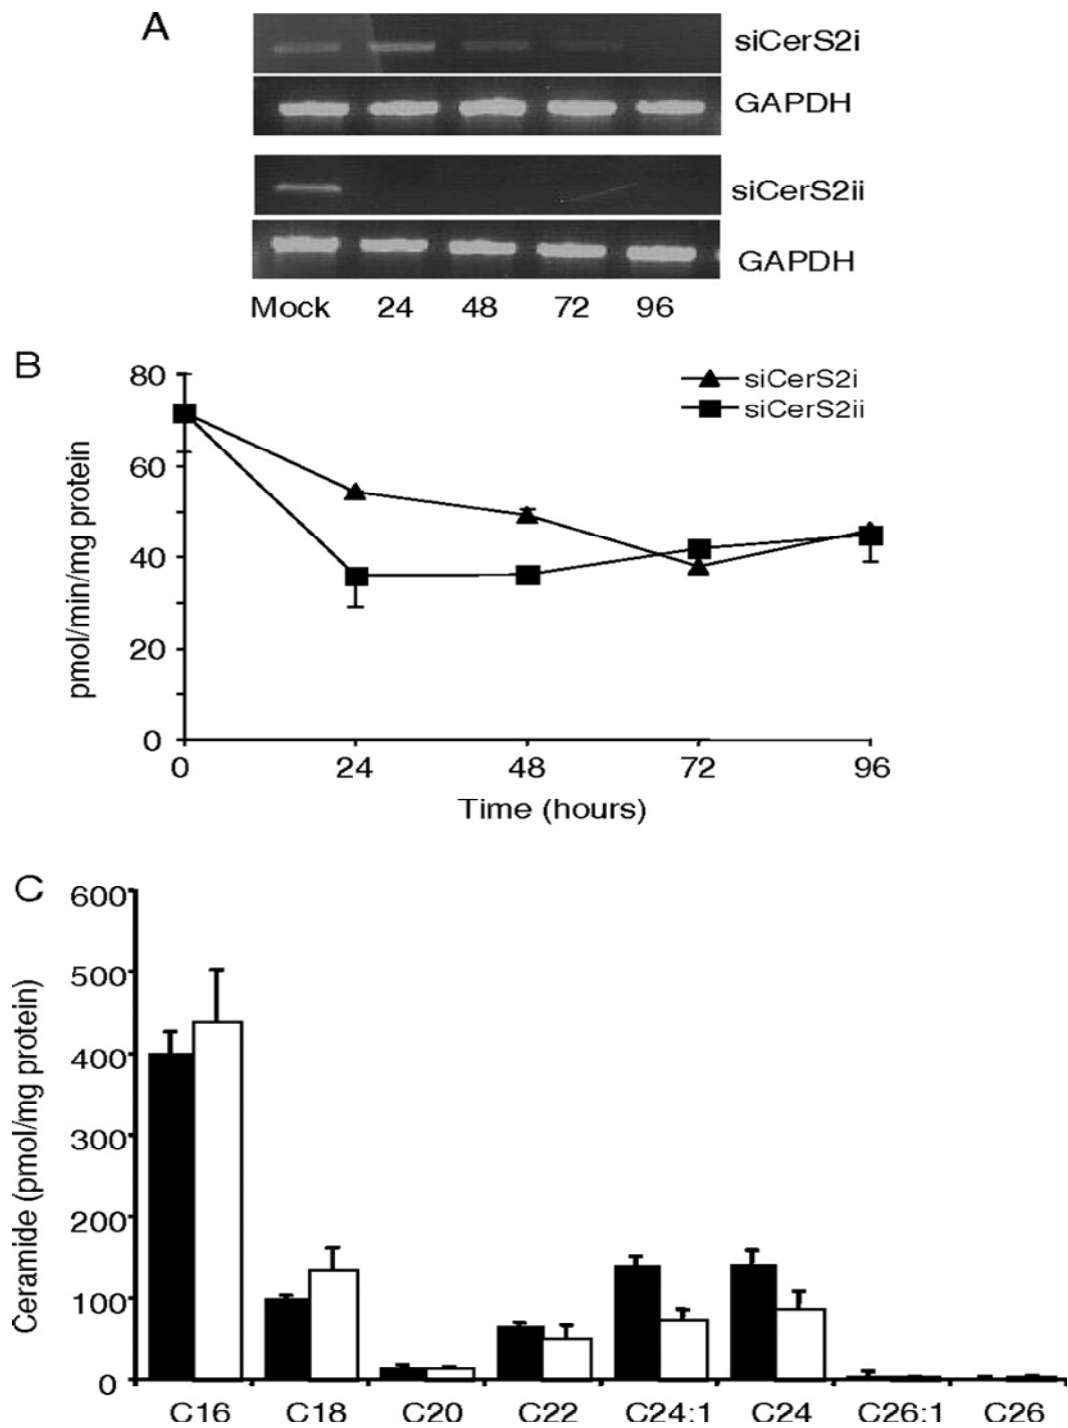 A
siCerS2i
GAPDH
siCerS2ii
GAPDH
Mock 24 48 72 96
B
80
60
40
20
0
pmol/min/mg protein
siCerS2i
siCerS2ii
0 24 48 72 96
Time (hours)
C
600
500
400
300
200
100
0
Ceramide (pmol/mg protein)
C16 C18 C20 C22 C24:1 C24 C26:1 C26